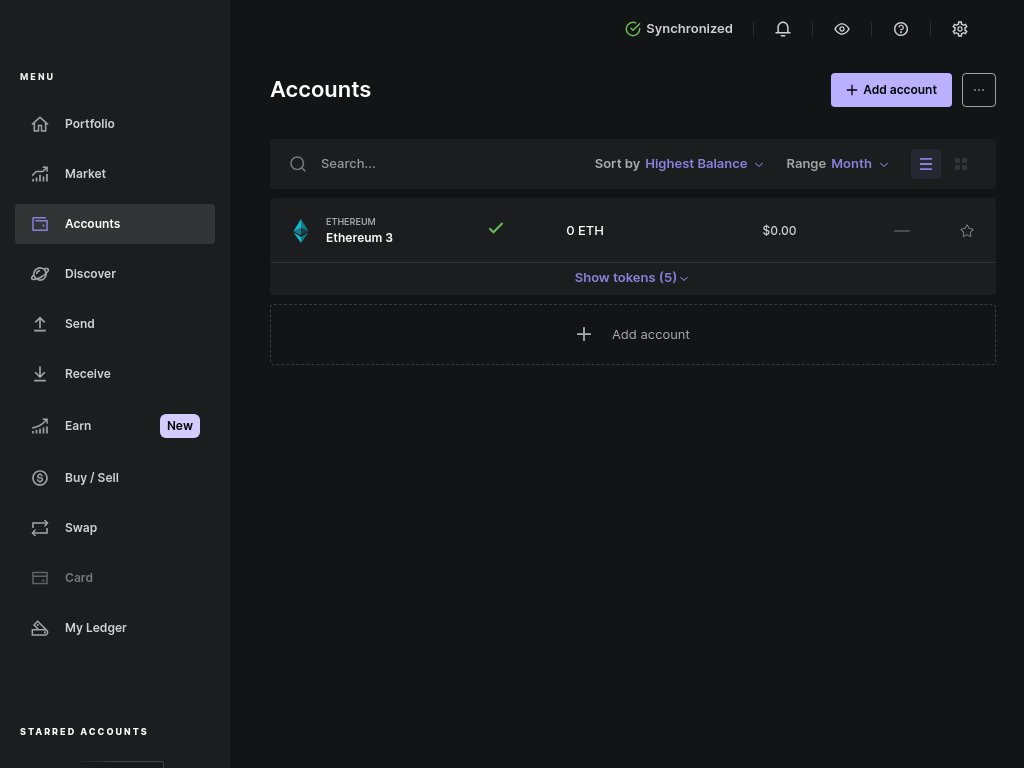 Synchronized
MENU
Portfolio
Market
Accounts
Discover
Send
Receive
Earn New
Buy / Sell
Swap
Card
My Ledger
STARRED ACCOUNTS
Accounts
Add account
Search...
Sort by Highest Balance
Range Month
ETHEREUM
Ethereum 3
0 ETH
$0.00
—
Show tokens (5)
Add account